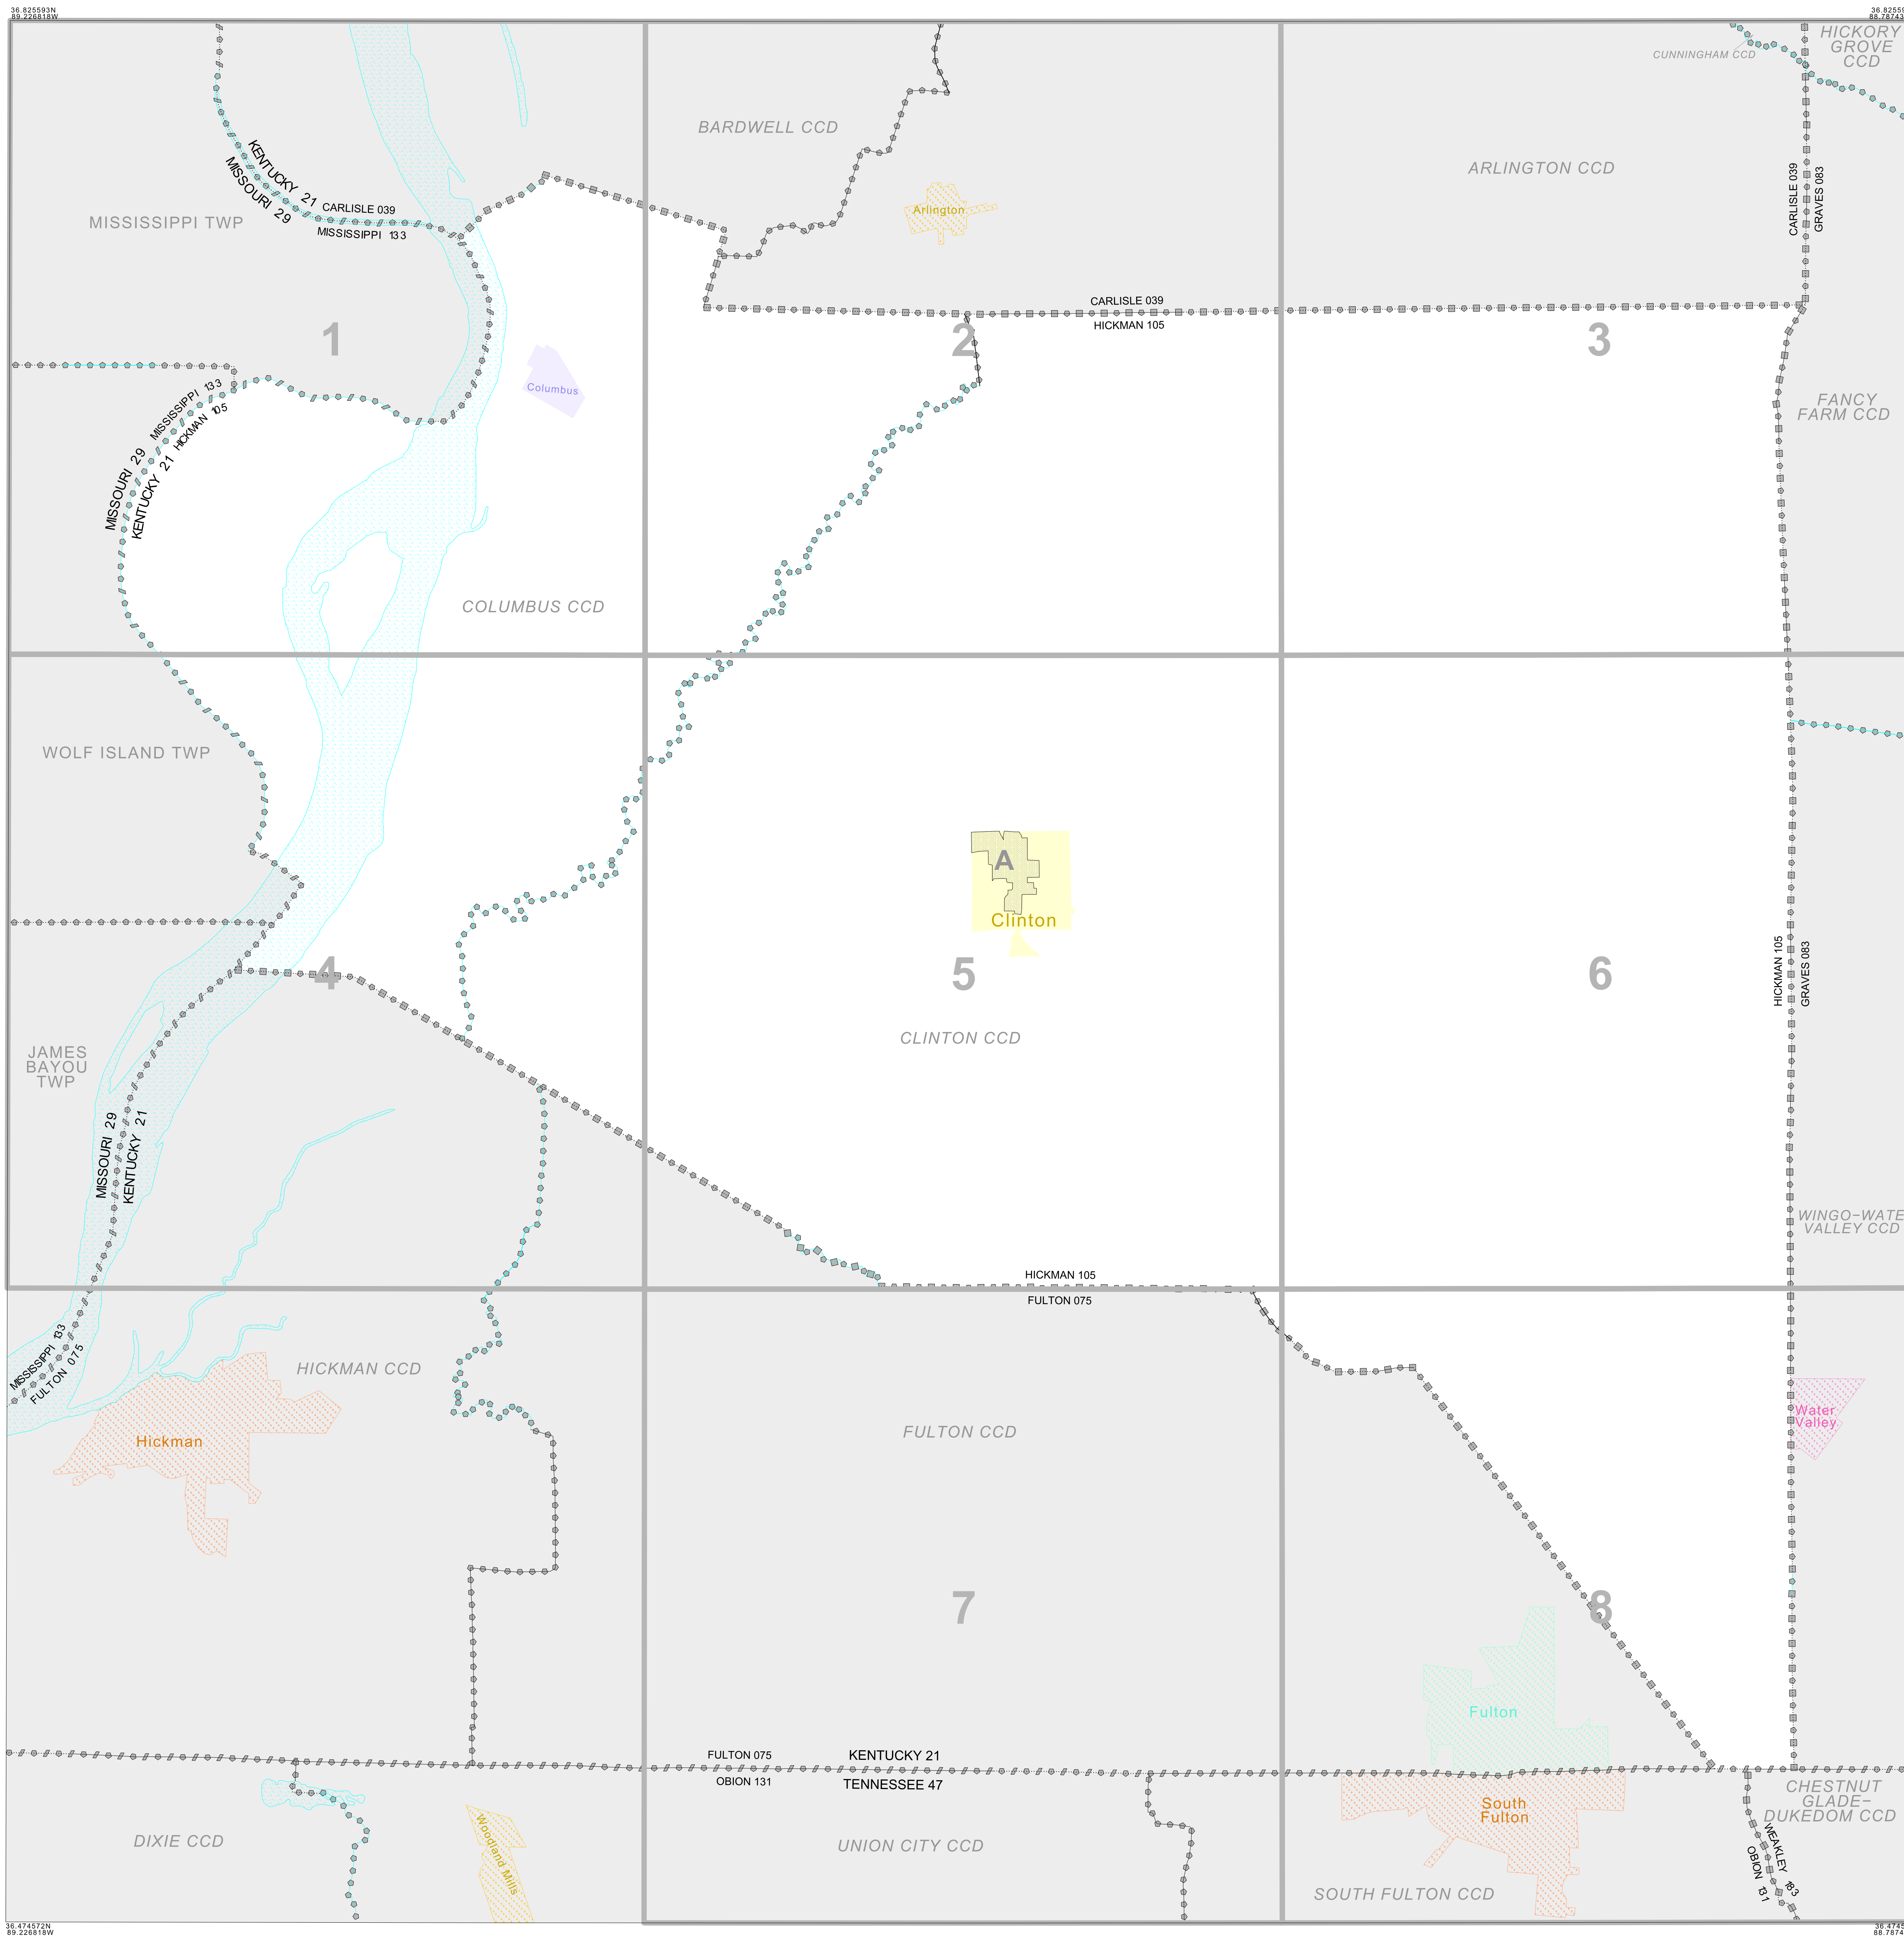 36.825593N
89.226818W
36.82559
88.78743
HICKORY
GROVE
CCD
CUNNINGHAM CCD
BARDWELL CCD
ARLINGTON CCD
KENTUCKY 21
MISSOURI 29
CARLISLE 039
MISSISSIPPI 133
MISSISSIPPI TWP
Arlington
CARLISLE 039
GRAVES 083
CARLISLE 039
HICKMAN 105
1
2
3
Columbus
MISSISSIPPI 133
HICKMAN 105
FANCY
FARM CCD
MISSOURI 29
KENTUCKY 21
COLUMBUS CCD
WOLF ISLAND TWP
A
Clinton
HICKMAN 105
GRAVES 083
4
5
6
CLINTON CCD
JAMES
BAYOU
TWP
MISSOURI 29
KENTUCKY 21
WINGO-WATE
VALLEY CCD
HICKMAN 105
FULTON 075
MISSISSIPPI 133
FULTON 075
HICKMAN CCD
Hickman
FULTON CCD
Water
Valley
7
8
Fulton
FULTON 075
KENTUCKY 21
OBION 131
TENNESSEE 47
CHESTNUT
GLADE-
DUKEDOM CCD
South
Fulton
DIXIE CCD
Woodland Mills
UNION CITY CCD
WEAKLEY 183
OBION 131
SOUTH FULTON CCD
36.474572N
89.226818W
36.4745
88.7874